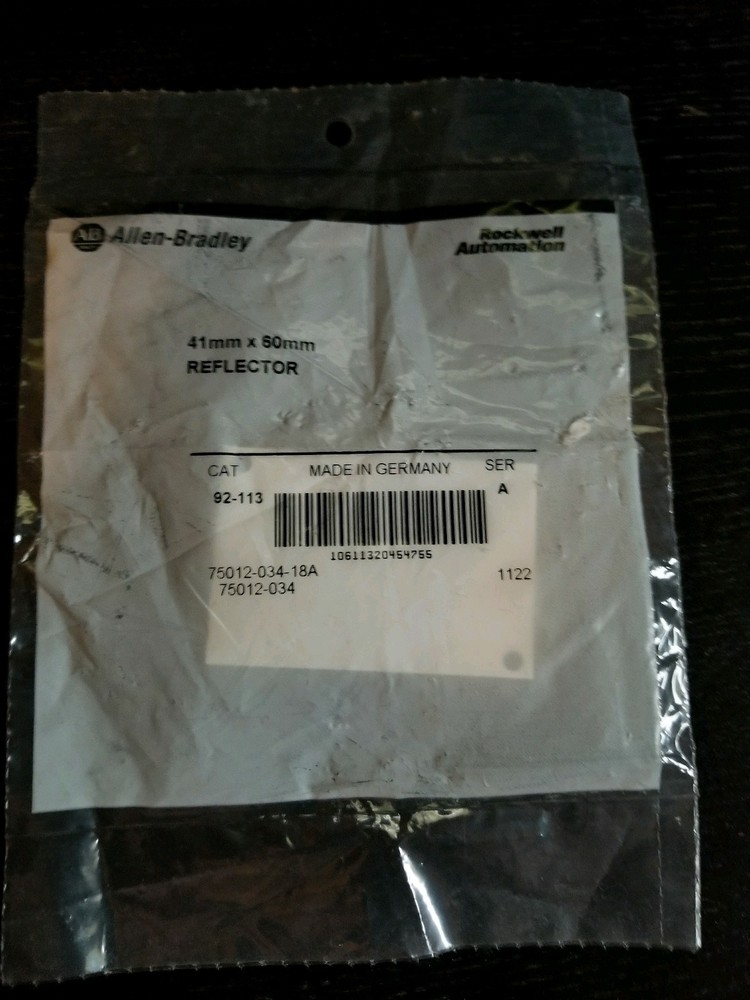 AB Allen-Bradley
Rockwell
Automation
41mm x 60mm
REFLECTOR
CAT MADE IN GERMANY SER
92-113 A
10611320454755
75012-034-18A 1122
75012-034